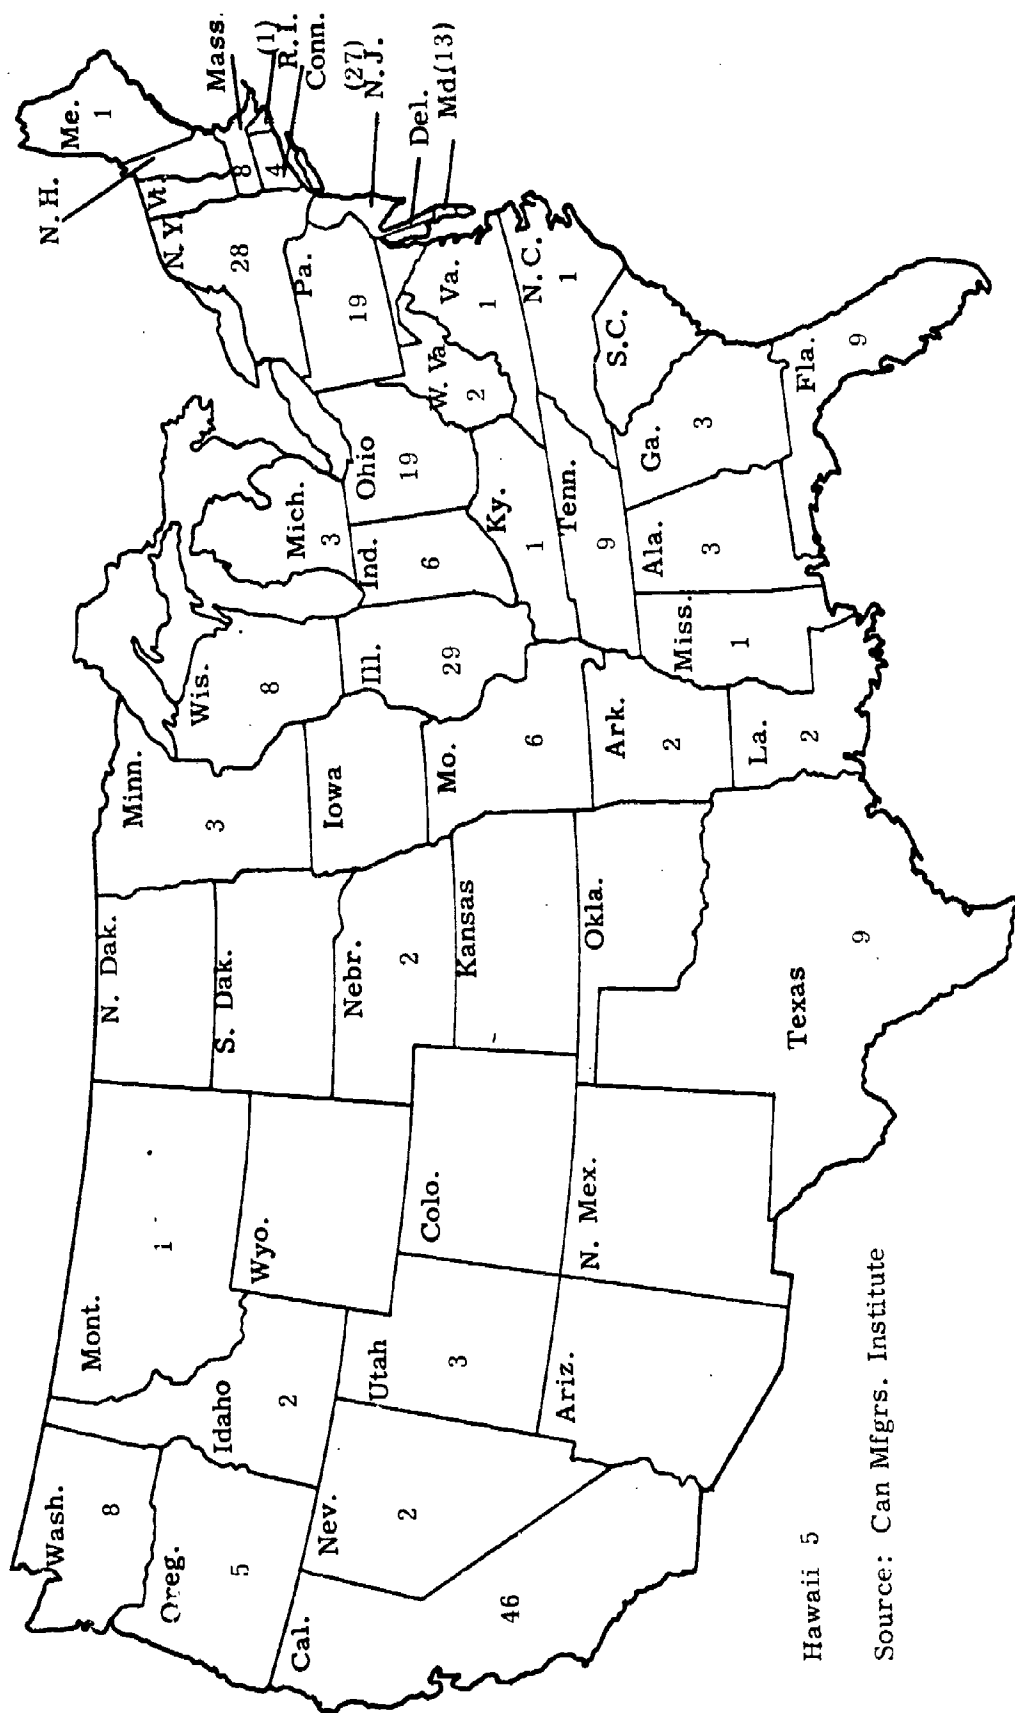 Wash.
8
Oreg.
5
Cal.
46
Nev.
2
Idaho
2
Mont.
1
Wyo.
Utah
3
Ariz.
Colo.
N. Mex.
N. Dak.
S. Dak.
Nebr.
2
Kansas
Okla.
Texas
9
Minn.
3
Iowa
Mo.
6
Ark.
2
La.
2
Wis.
8
Ill.
29
Mich.
3
Ind.
6
Ohio
19
Ky.
1
Tenn.
9
Miss.
1
Ala.
3
Ga.
3
Fla.
9
S.C.
N.C.
1
Va.
1
W. Va
2
Pa.
19
N.Y.
28
Vt.
N. H.
Me.
1
Mass
8
(1)
R.I.
Conn.
4
(27)
N.J.
Del.
Md(13)
Hawaii 5
Source: Can Mfgrs. Institute